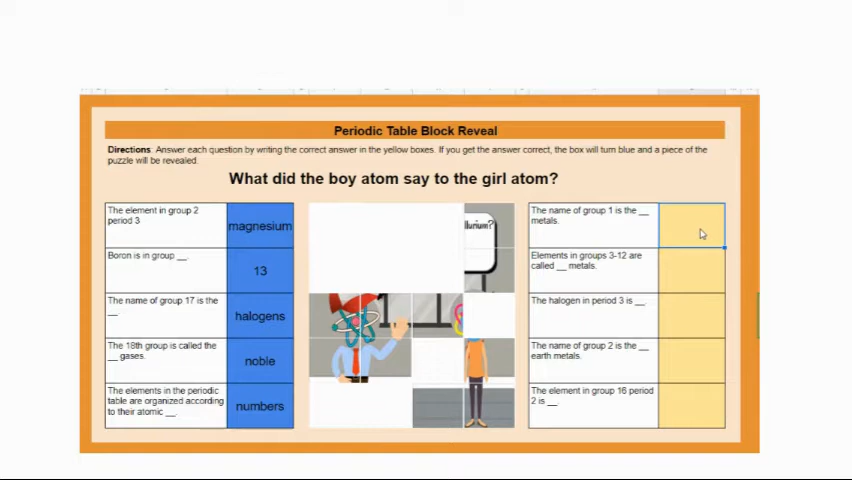 Periodic Table Block Reveal
Directions: Answer each question by writing the correct answer in the yellow boxes. If you get the answer correct, the box will turn blue and a piece of the
puzzle will be revealed.
What did the boy atom say to the girl atom?
The element in group 2
period 3
magnesium
Boron is in group __.
13
The name of group 17 is the
__
halogens
The 18th group is called the
__ gases.
noble
The elements in the periodic
table are organized according
to their atomic __.
numbers
llurium?
The name of group 1 is the __
metals.
Elements in groups 3-12 are
called __ metals.
The halogen in period 3 is __.
The name of group 2 is the __
earth metals.
The element in group 16 period
2 is __